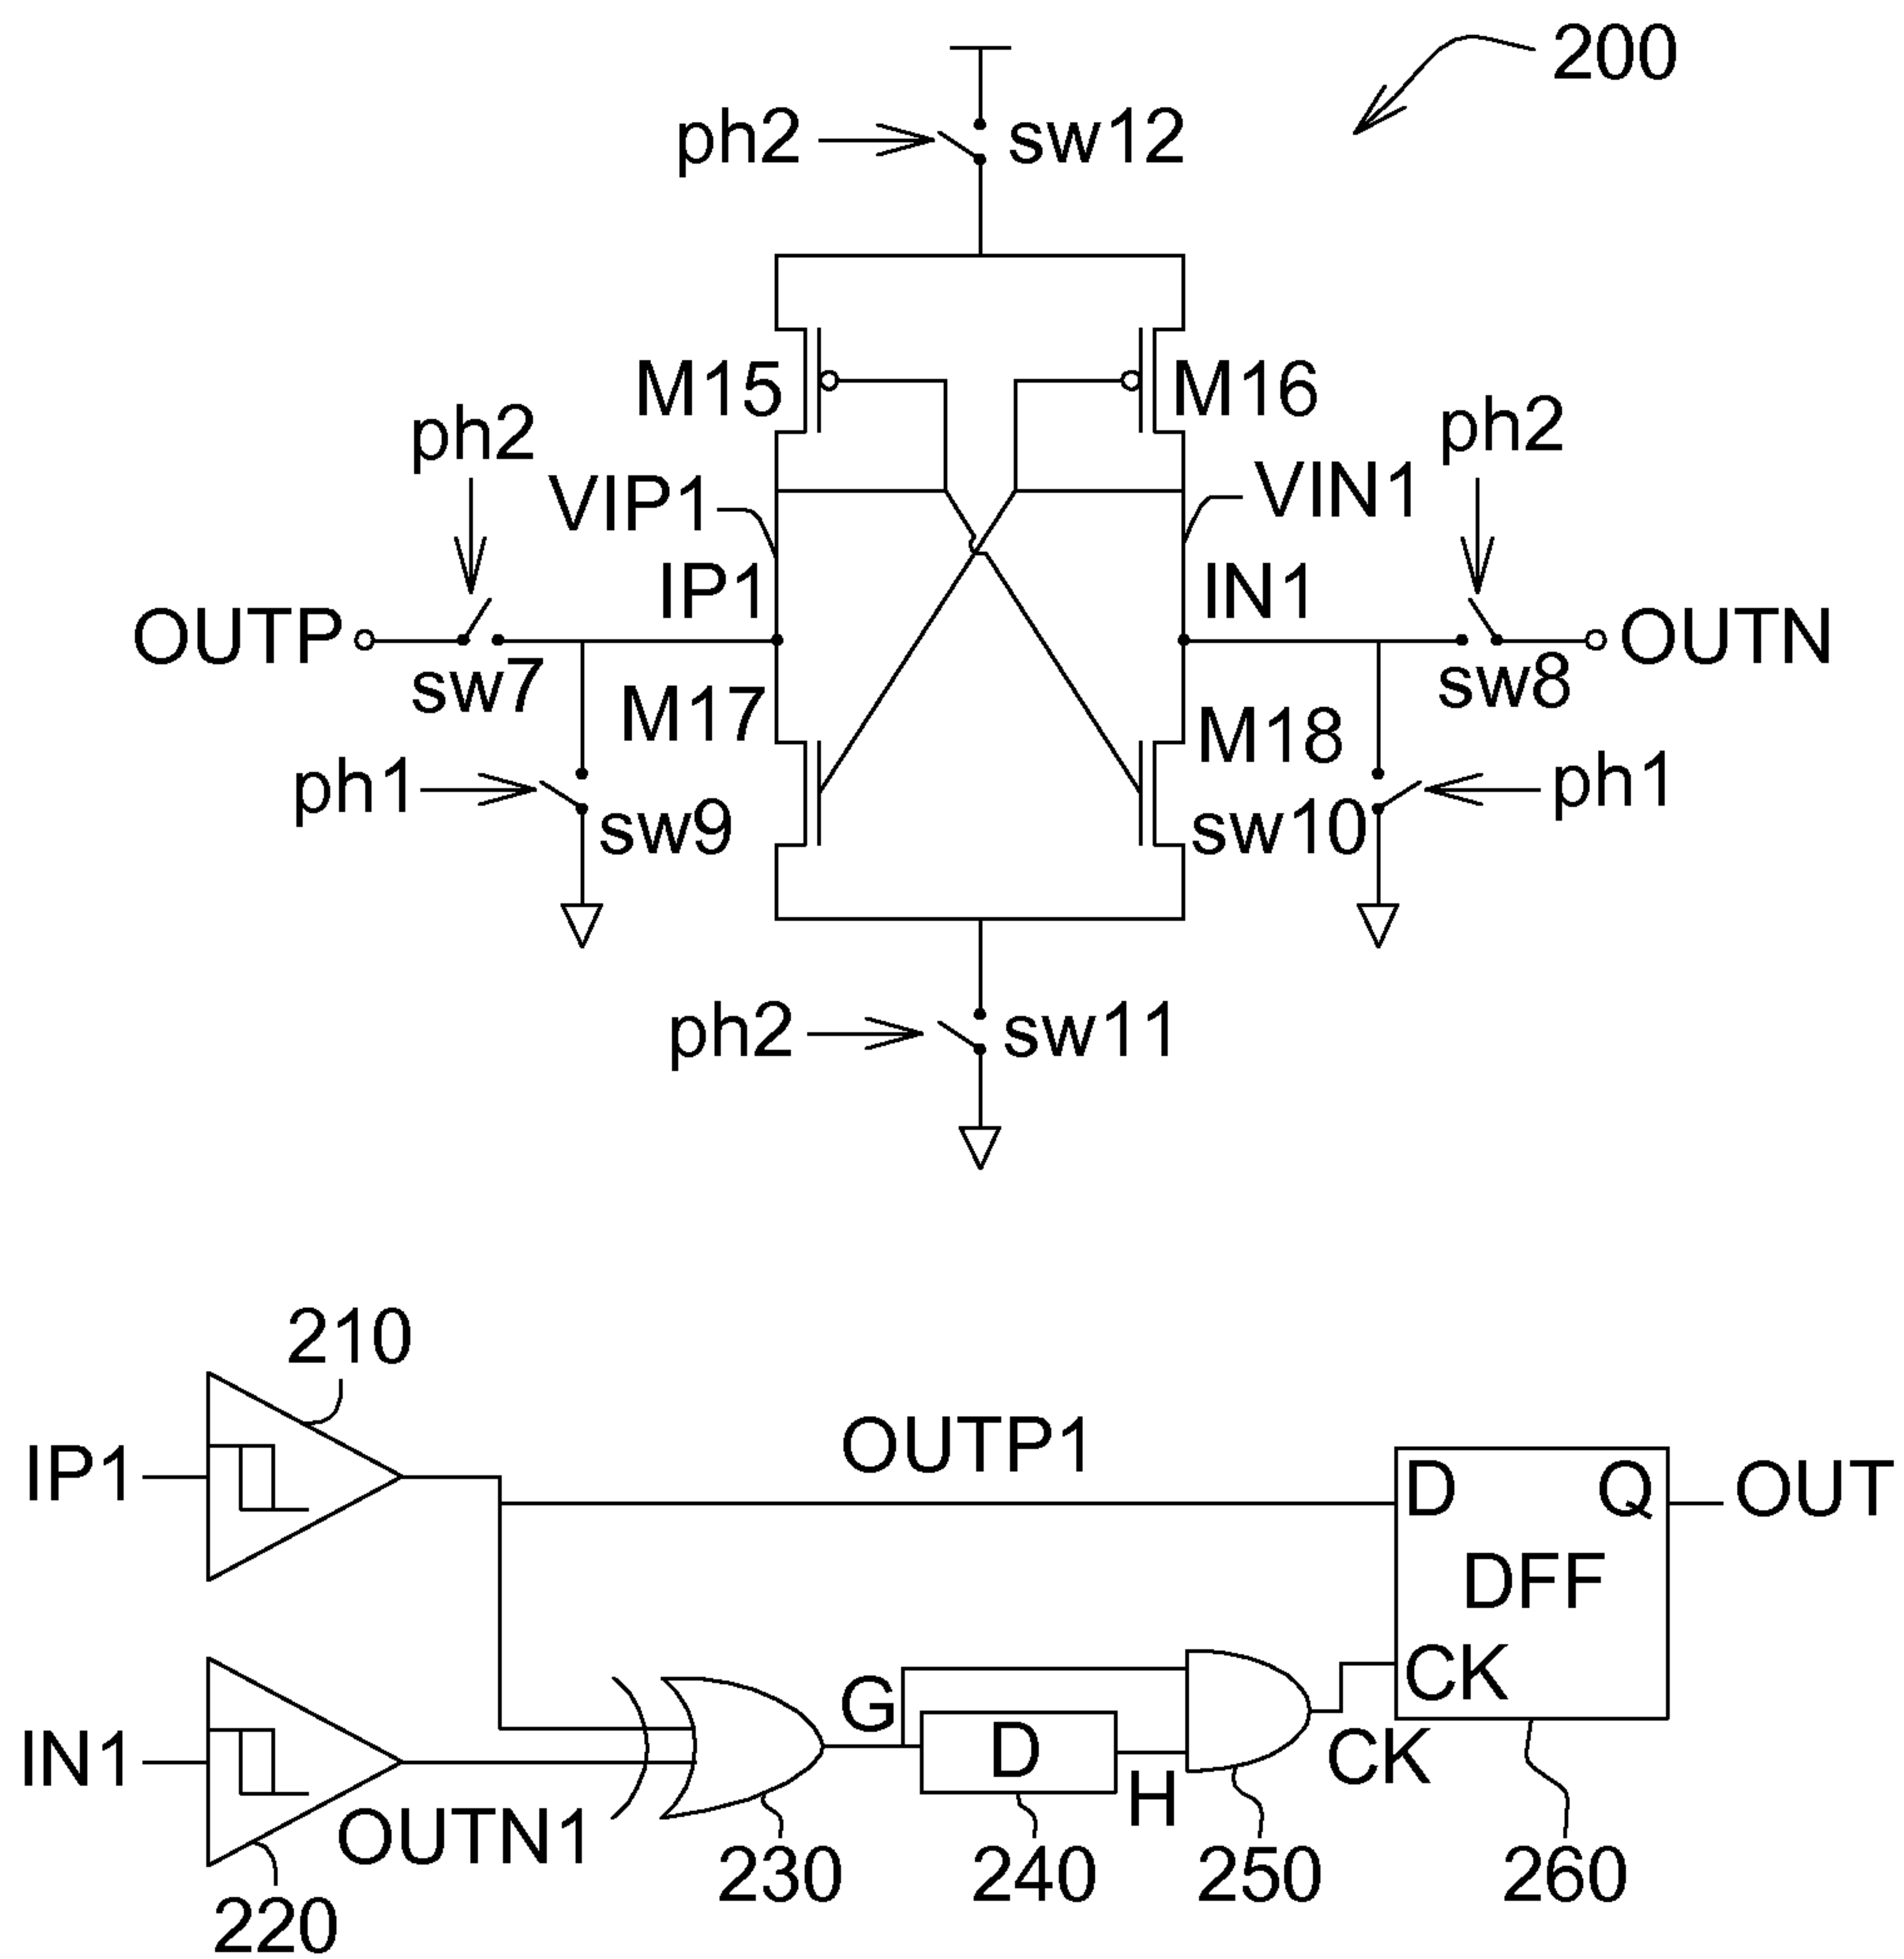 200
ph2
sw12
M15
M16
ph2
ph2
VIP1
VIN1
IP1
IN1
OUTP
OUTN
sw7
sw8
M17
M18
ph1
ph1
sw9
sw10
ph2
sw11
210
OUTP1
IP1
D
Q
OUT
DFF
CK
G
IN1
D
CK
H
OUTN1
220
230
240
250
260